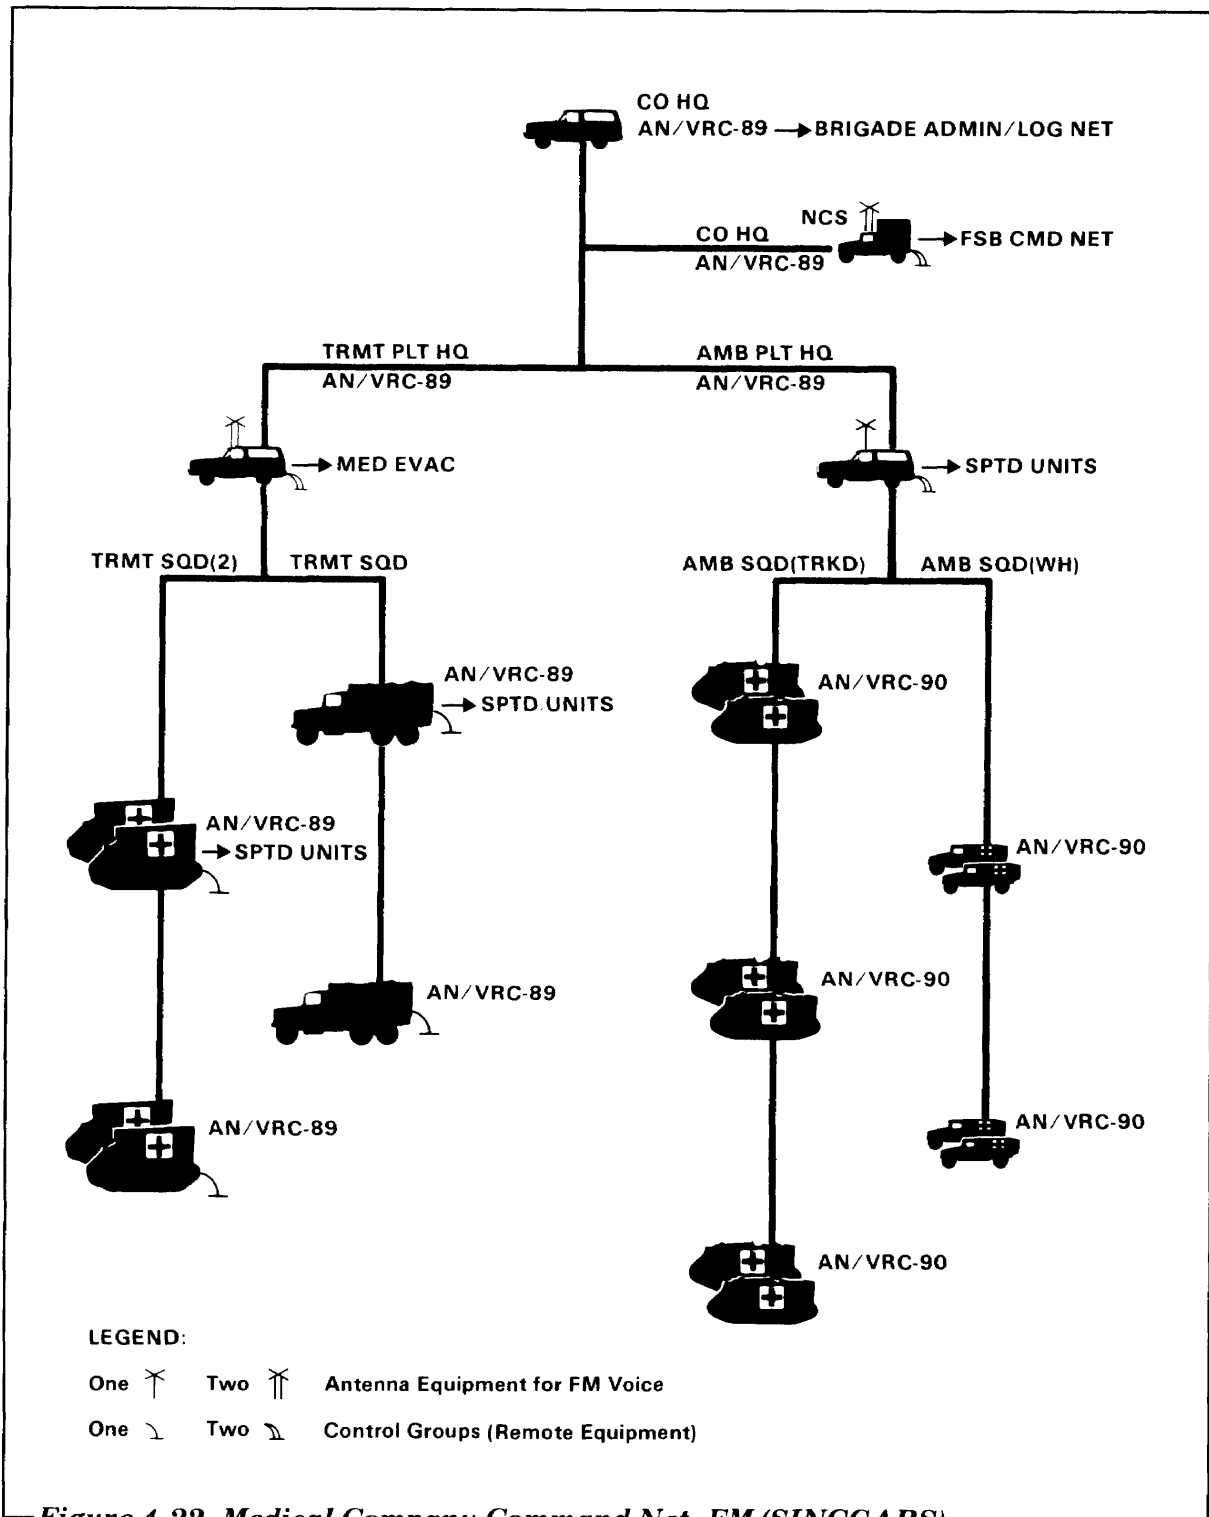 CO HQ
AN/VRC-89 → BRIGADE ADMIN/LOG NET
NCS
CO HQ
AN/VRC-89
FSB CMD NET
TRMT PLT HQ
AN/VRC-89
AMB PLT HQ
AN/VRC-89
MED EVAC
SPTD UNITS
TRMT SQD(2)
TRMT SQD
AMB SQD(TRKD)
AMB SQD(WH)
AN/VRC-89
SPTD UNITS
AN/VRC-90
AN/VRC-89
SPTD UNITS
AN/VRC-90
AN/VRC-89
AN/VRC-90
AN/VRC-89
AN/VRC-90
AN/VRC-90
LEGEND:
One Two Antenna Equipment for FM Voice
One Two Control Groups (Remote Equipment)
Figure 4-22. Medical Company Command Net, FM (SINCGARS)